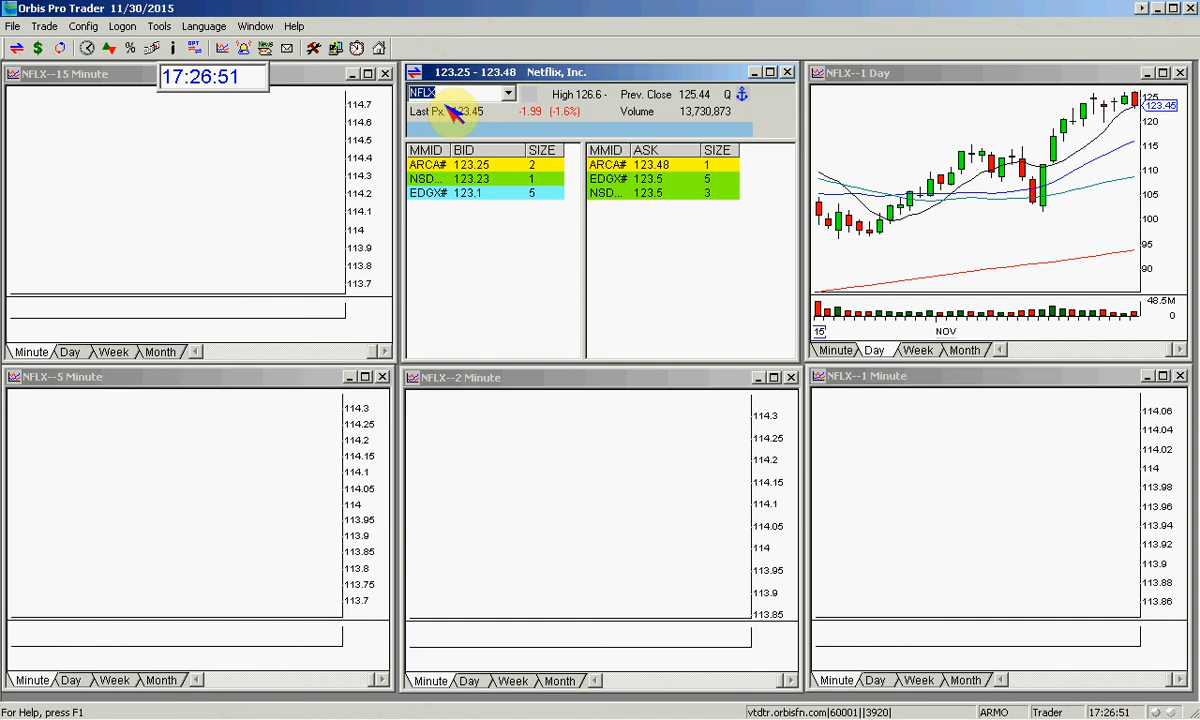 Orbis Pro Trader 11/30/2015
File Trade Config Logon Tools Language Window Help
17:26:51
NFLX--15 Minute
114.7
114.6
114.5
114.4
114.3
114.2
114.1
114
113.9
113.8
113.7
Minute Day Week Month
123.25 - 123.48 Netflix, Inc.
NFLX High 126.6 - Prev. Close 125.44 Q
Last Px. 123.45 -1.99 (-1.6%) Volume 13,730,873
MMID BID SIZE MMID ASK SIZE
ARCA# 123.25 2 ARCA# 123.48 1
NSD... 123.23 1 EDGX# 123.5 5
EDGX# 123.1 5 NSD... 123.5 3
NFLX--1 Day
125
123.45
120
115
110
105
100
95
90
48.5M
0
15 NOV
Minute Day Week Month
NFLX--5 Minute
114.3
114.25
114.2
114.15
114.1
114.05
114
113.95
113.9
113.85
113.8
113.75
113.7
Minute Day Week Month
NFLX--2 Minute
114.3
114.25
114.2
114.15
114.1
114.05
114
113.95
113.9
113.85
Minute Day Week Month
NFLX--1 Minute
114.06
114.04
114.02
114
113.98
113.96
113.94
113.92
113.9
113.88
113.86
Minute Day Week Month
For Help, press F1 vtdtr.orbisfn.com|60001||3920| ARMO Trader 17:26:51